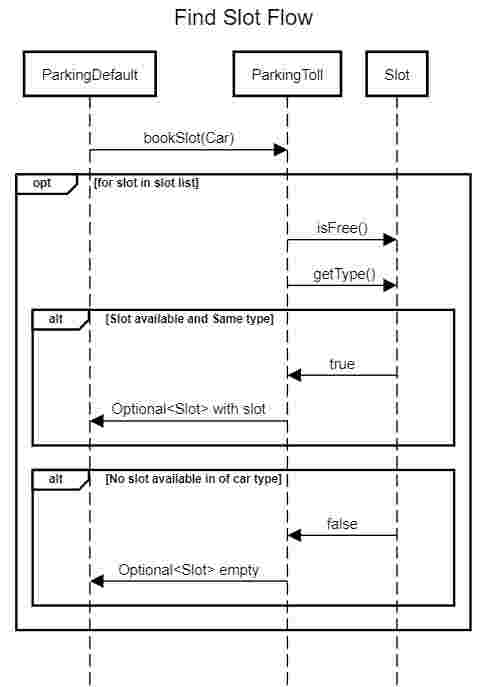 Find Slot Flow
ParkingDefault
ParkingToll
Slot
bookSlot(Car)
opt
[for slot in slot list]
isFree()
getType()
alt
[Slot available and Same type]
true
Optional<Slot> with slot
alt
[No slot available in of car type]
false
Optional<Slot> empty